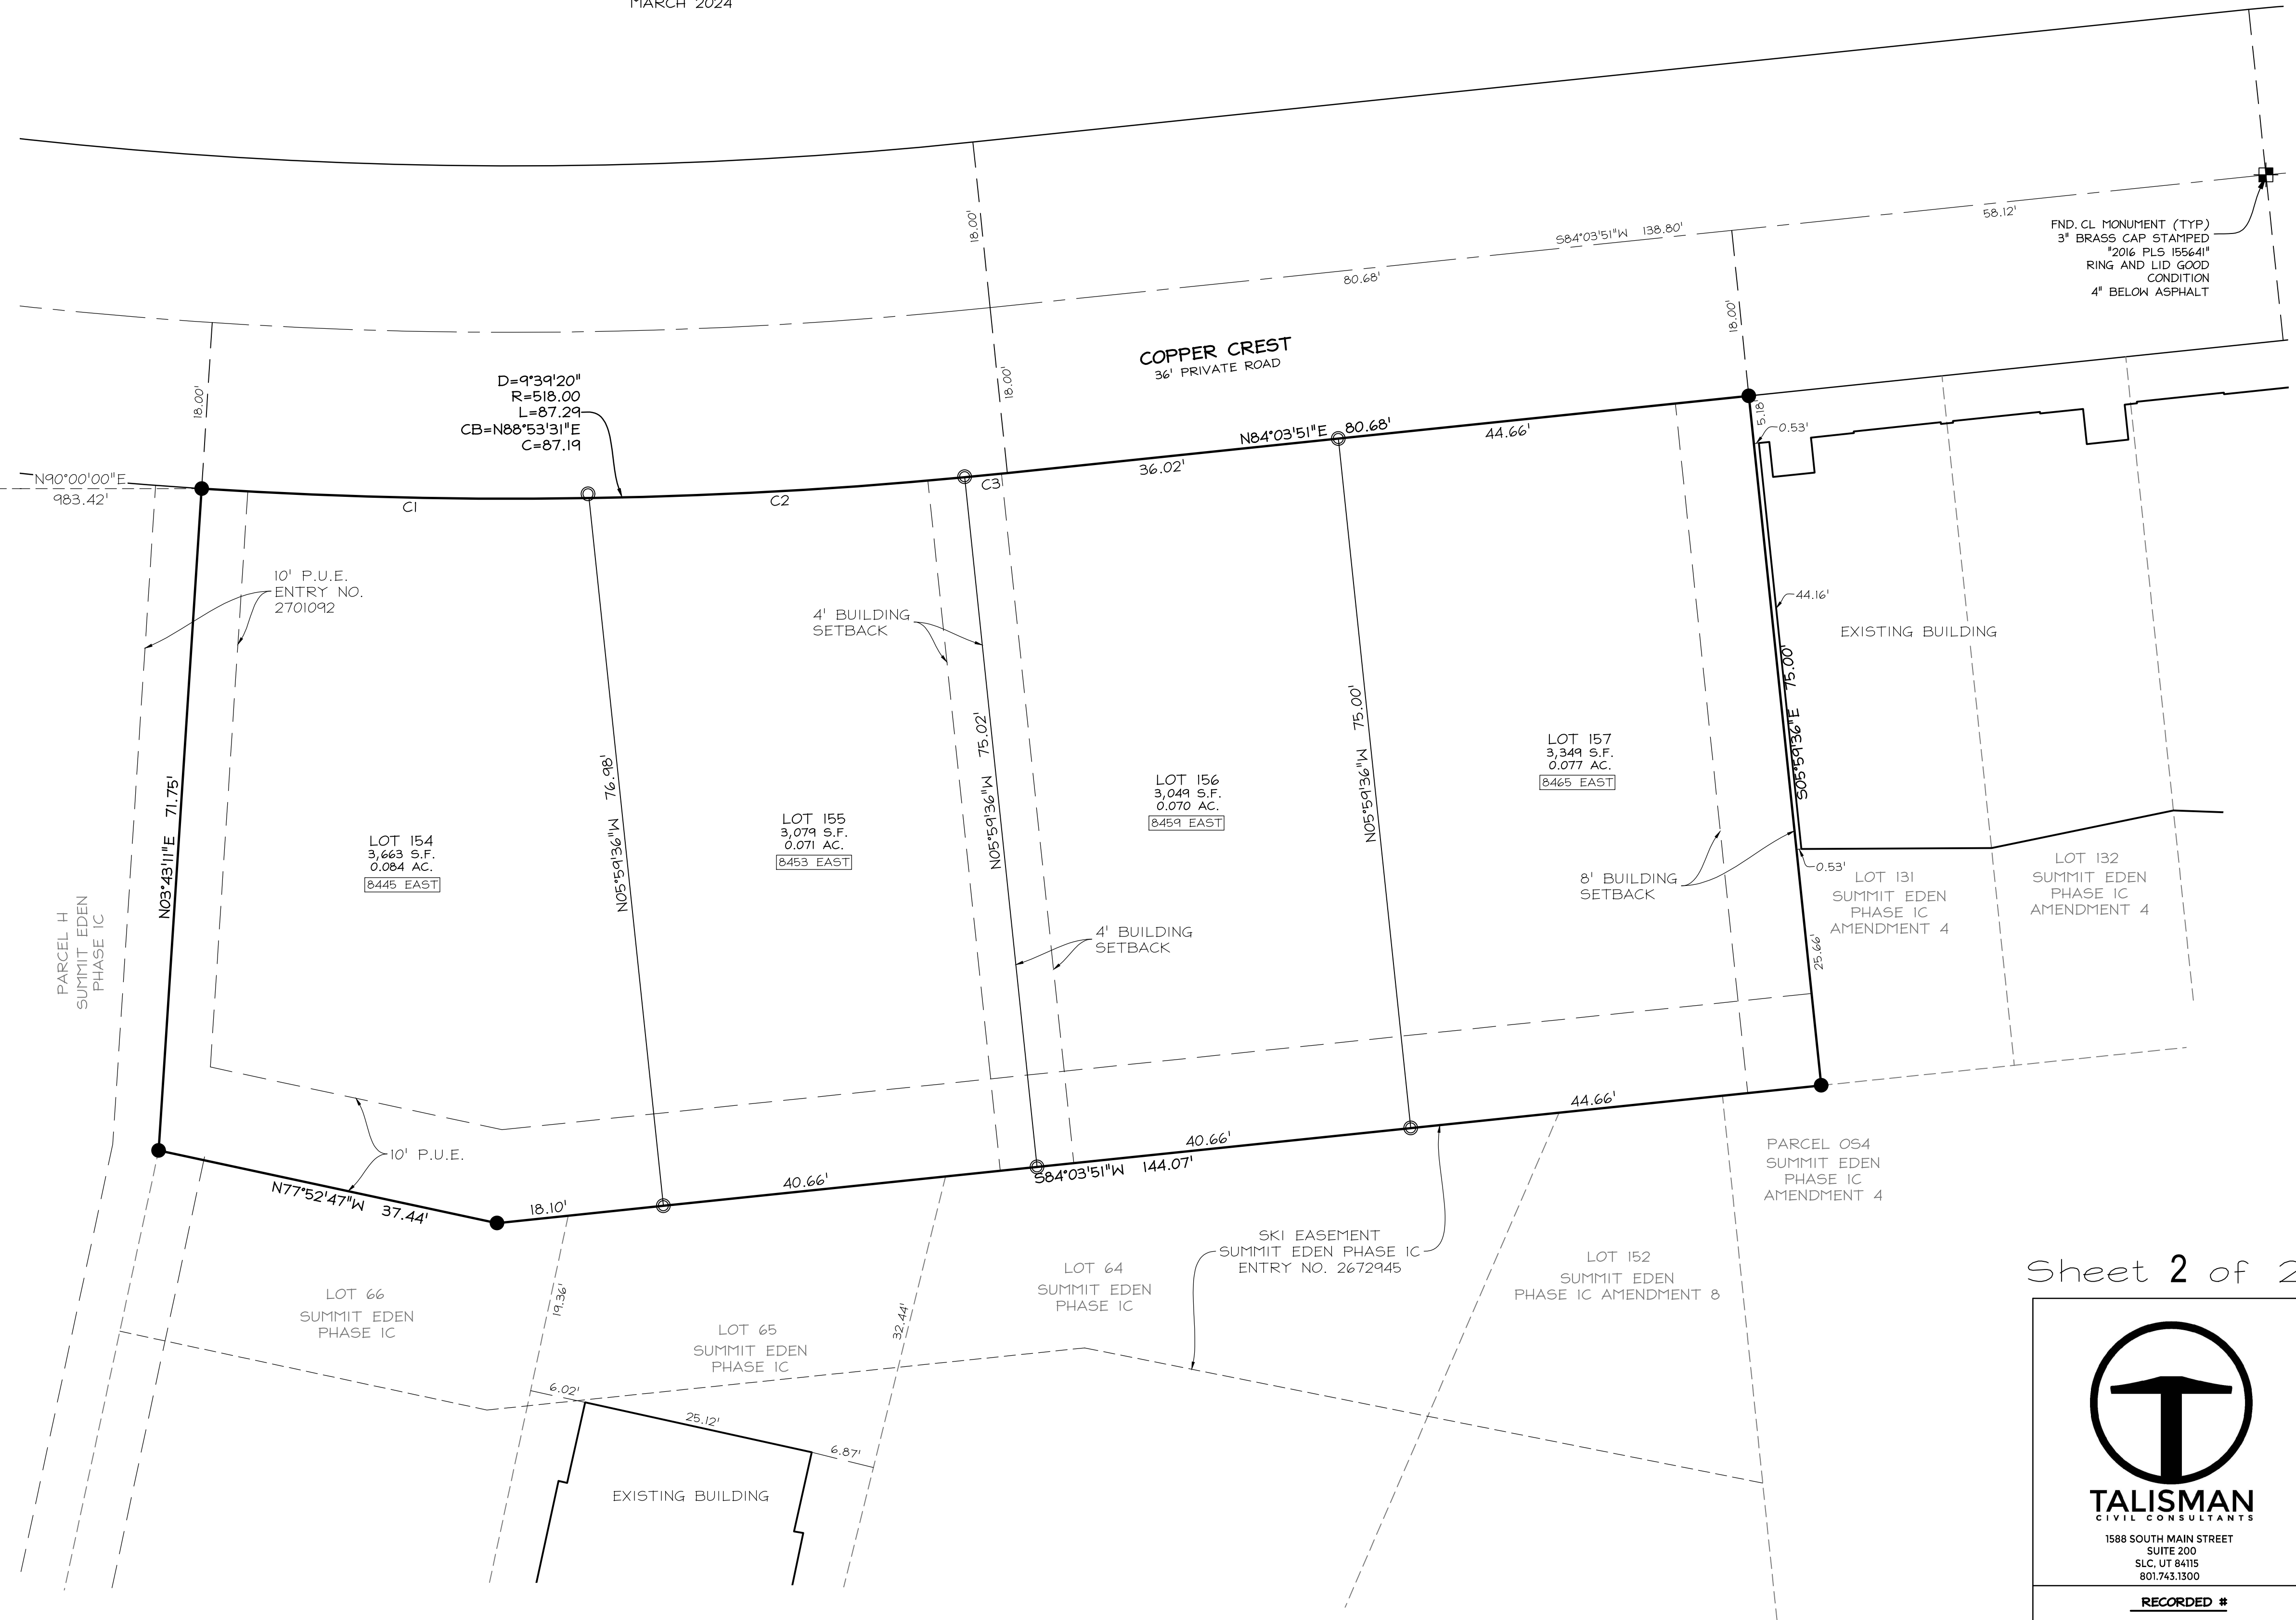 MARCH 2024
18.00'
58.12'
S84°03'51"W 138.80'
80.68'
FND. CL MONUMENT (TYP)
3" BRASS CAP STAMPED
"2016 PLS 155641"
RING AND LID GOOD
CONDITION
4" BELOW ASPHALT
18.00'
COPPER CREST
36' PRIVATE ROAD
18.00'
18.00'
D=9°39'20"
R=518.00
L=87.29
CB=N88°53'31"E
C=87.19
N84°03'51"E 80.68'
44.66'
5.18'
0.53'
36.02'
N90°00'00"E
983.42'
C1
C2
C3
10' P.U.E.
ENTRY NO.
2701092
4' BUILDING
SETBACK
44.16'
EXISTING BUILDING
N03°43'11"E 71.75'
N05°59'36"W 76.98'
N05°59'36"W 75.02'
N05°59'36"W 75.00'
S05°59'36"E 75.00'
LOT 154
3,663 S.F.
0.084 AC.
8445 EAST
LOT 155
3,079 S.F.
0.071 AC.
8453 EAST
LOT 156
3,049 S.F.
0.070 AC.
8459 EAST
LOT 157
3,349 S.F.
0.077 AC.
8465 EAST
8' BUILDING
SETBACK
0.53'
LOT 131
SUMMIT EDEN
PHASE 1C
AMENDMENT 4
LOT 132
SUMMIT EDEN
PHASE 1C
AMENDMENT 4
PARCEL H
SUMMIT EDEN
PHASE 1C
4' BUILDING
SETBACK
25.66'
10' P.U.E.
N77°52'47"W 37.44'
18.10'
40.66'
S84°03'51"W 144.07'
40.66'
44.66'
PARCEL OS4
SUMMIT EDEN
PHASE 1C
AMENDMENT 4
SKI EASEMENT
SUMMIT EDEN PHASE 1C
ENTRY NO. 2672945
LOT 66
SUMMIT EDEN
PHASE 1C
19.36'
LOT 65
SUMMIT EDEN
PHASE 1C
32.44'
LOT 64
SUMMIT EDEN
PHASE 1C
LOT 152
SUMMIT EDEN
PHASE 1C AMENDMENT 8
6.02'
25.12'
6.87'
EXISTING BUILDING
Sheet 2 of 2
TALISMAN
CIVIL CONSULTANTS
1588 SOUTH MAIN STREET
SUITE 200
SLC, UT 84115
801.743.1300
RECORDED #